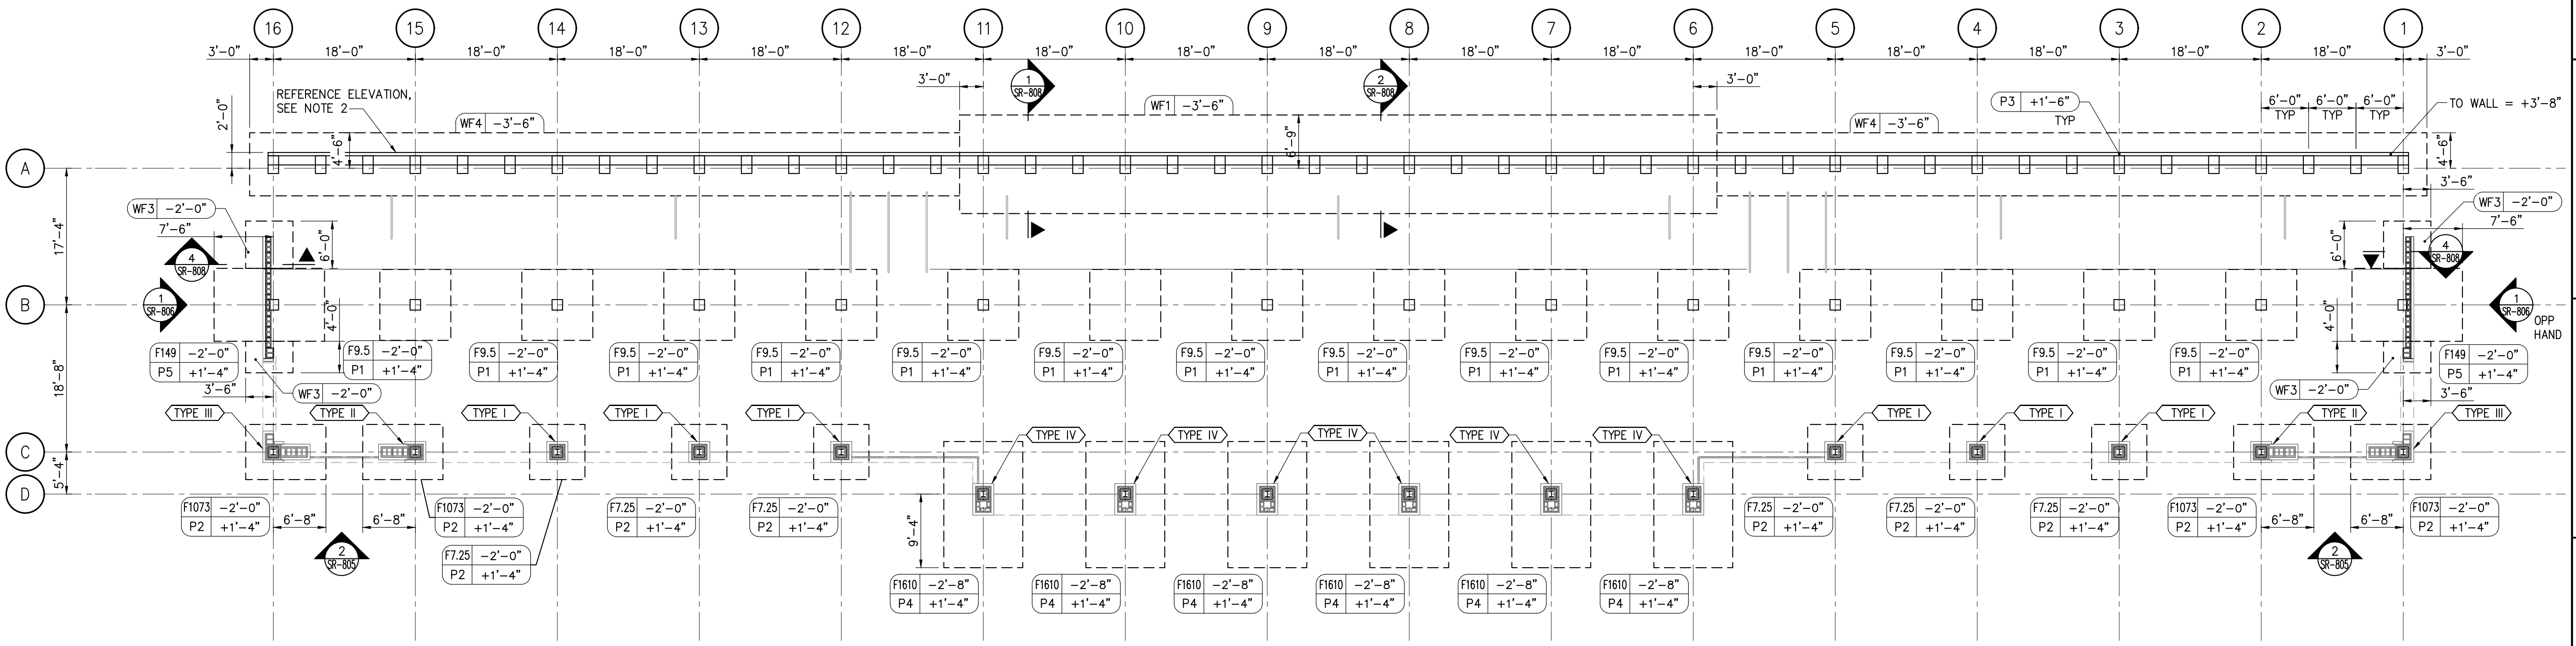 16 15 14 13 12 11 10 9 8 7 6 5 4 3 2 1
3'-0" 18'-0" 18'-0" 18'-0" 18'-0" 18'-0" 18'-0" 18'-0" 18'-0" 18'-0" 18'-0" 18'-0" 18'-0" 18'-0" 18'-0" 18'-0" 3'-0"
3'-0" 1 2 3'-0"
SR-808 SR-808
REFERENCE ELEVATION,
SEE NOTE 2
WF4 -3'-6"
WF1 -3'-6"
P3 +1'-6"
TYP
WF4 -3'-6"
6'-0" 6'-0" 6'-0"
TYP TYP TYP
TO WALL = +3'-8"
2'-0" 4'-6" 6'-9" 4'-6"
A
17'-4"
WF3 -2'-0"
7'-6"
4
SR-808
6'-0"
3'-6"
WF3 -2'-0"
7'-6"
6'-0"
4
SR-808
B
1
SR-806
1
SR-806
OPP
HAND
4'-0" 4'-0"
18'-8"
F149 -2'-0" F9.5 -2'-0" F9.5 -2'-0" F9.5 -2'-0" F9.5 -2'-0" F9.5 -2'-0" F9.5 -2'-0" F9.5 -2'-0" F9.5 -2'-0" F9.5 -2'-0" F9.5 -2'-0" F9.5 -2'-0" F9.5 -2'-0" F9.5 -2'-0" F9.5 -2'-0" F149 -2'-0"
P5 +1'-4" P1 +1'-4" P1 +1'-4" P1 +1'-4" P1 +1'-4" P1 +1'-4" P1 +1'-4" P1 +1'-4" P1 +1'-4" P1 +1'-4" P1 +1'-4" P1 +1'-4" P1 +1'-4" P1 +1'-4" P1 +1'-4" P5 +1'-4"
3'-6" WF3 -2'-0" WF3 -2'-0" 3'-6"
TYPE III TYPE II TYPE I TYPE I TYPE I TYPE I TYPE I TYPE I TYPE II TYPE III
TYPE IV TYPE IV TYPE IV TYPE IV TYPE IV
C
5'-4"
D
F1073 -2'-0" F1073 -2'-0" F7.25 -2'-0" F7.25 -2'-0" F7.25 -2'-0" F7.25 -2'-0" F7.25 -2'-0" F1073 -2'-0" F1073 -2'-0"
P2 +1'-4" P2 +1'-4" P2 +1'-4" P2 +1'-4" P2 +1'-4" P2 +1'-4" P2 +1'-4" P2 +1'-4" P2 +1'-4"
6'-8" 6'-8" 9'-4" 6'-8" 6'-8"
2
SR-805
F7.25 -2'-0"
P2 +1'-4"
2
SR-805
F1610 -2'-8" F1610 -2'-8" F1610 -2'-8" F1610 -2'-8" F1610 -2'-8" F1610 -2'-8"
P4 +1'-4" P4 +1'-4" P4 +1'-4" P4 +1'-4" P4 +1'-4" P4 +1'-4"